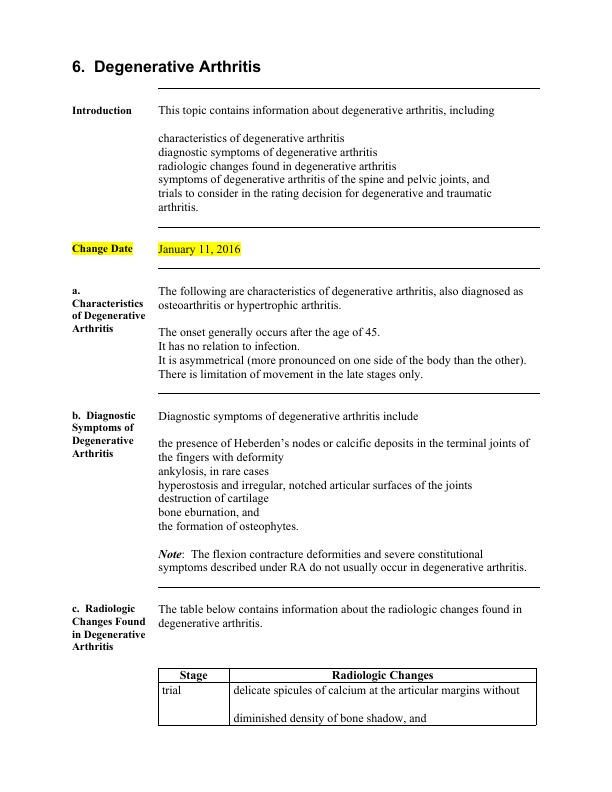 6. Degenerative Arthritis
Introduction
This topic contains information about degenerative arthritis, including
characteristics of degenerative arthritis
diagnostic symptoms of degenerative arthritis
radiologic changes found in degenerative arthritis
symptoms of degenerative arthritis of the spine and pelvic joints, and
trials to consider in the rating decision for degenerative and traumatic
arthritis.
Change Date
January 11, 2016
a.
Characteristics
of Degenerative
Arthritis
The following are characteristics of degenerative arthritis, also diagnosed as
osteoarthritis or hypertrophic arthritis.
The onset generally occurs after the age of 45.
It has no relation to infection.
It is asymmetrical (more pronounced on one side of the body than the other).
There is limitation of movement in the late stages only.
b. Diagnostic
Symptoms of
Degenerative
Arthritis
Diagnostic symptoms of degenerative arthritis include
the presence of Heberden’s nodes or calcific deposits in the terminal joints of
the fingers with deformity
ankylosis, in rare cases
hyperostosis and irregular, notched articular surfaces of the joints
destruction of cartilage
bone eburnation, and
the formation of osteophytes.
Note: The flexion contracture deformities and severe constitutional
symptoms described under RA do not usually occur in degenerative arthritis.
c. Radiologic
Changes Found
in Degenerative
Arthritis
The table below contains information about the radiologic changes found in
degenerative arthritis.
Stage
Radiologic Changes
trial
delicate spicules of calcium at the articular margins without
diminished density of bone shadow, and